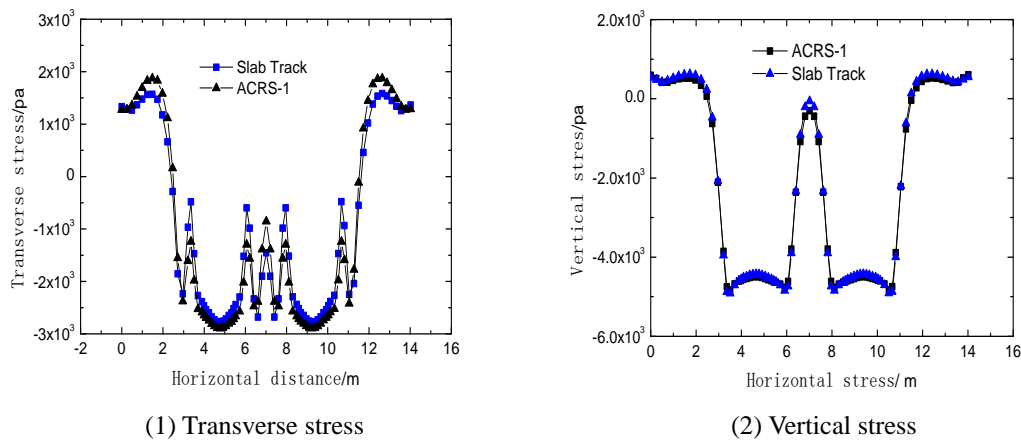 3x10³
2x10³
1x10³
0
-1x10³
-2x10³
-3x10³
Transverse stress/pa
Slab Track
ACRS-1
-2 0 2 4 6 8 10 12 14 16
Horizontal distance/m
(1) Transverse stress
2.0x10³
0.0
-2.0x10³
-4.0x10³
-6.0x10³
Vertical stres/pa
ACRS-1
Slab Track
0 2 4 6 8 10 12 14 16
Horizontal stress/ m
(2) Vertical stress